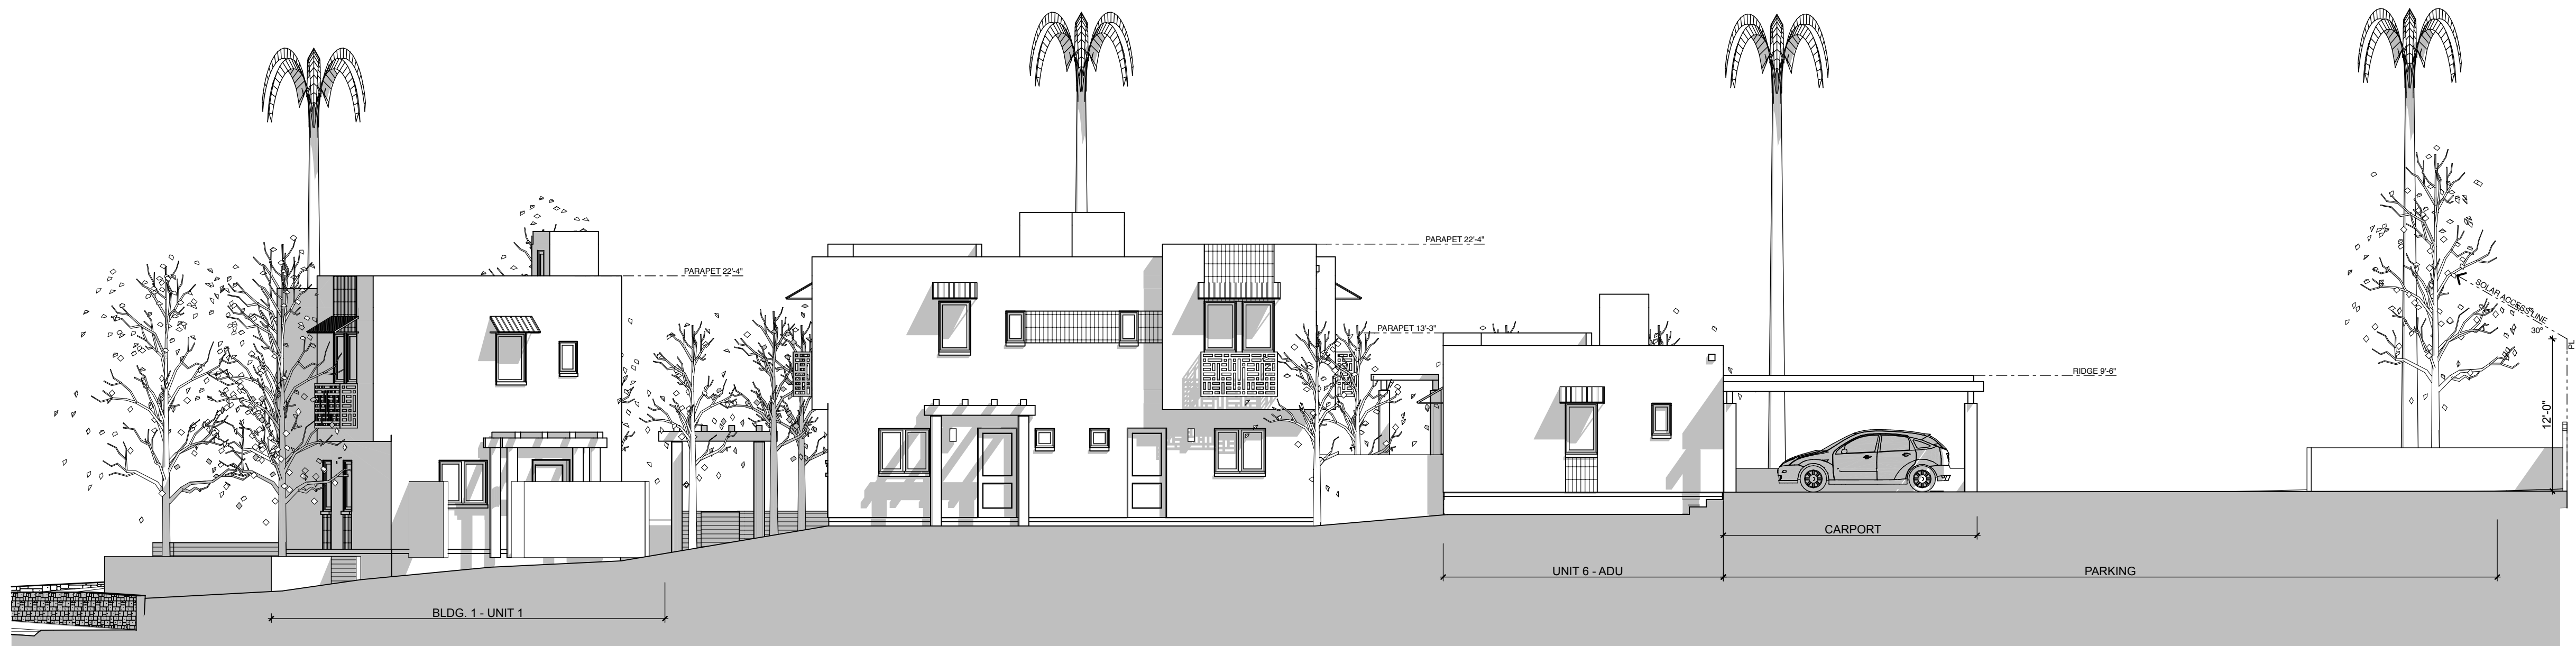 PARAPET 22'-4"
PARAPET 22'-4"
PARAPET 13'-3"
SOLAR ACCESS LINE
30°
PL
RIDGE 9'-6"
12'-0"
CARPORT
UNIT 6 - ADU
PARKING
BLDG. 1 - UNIT 1